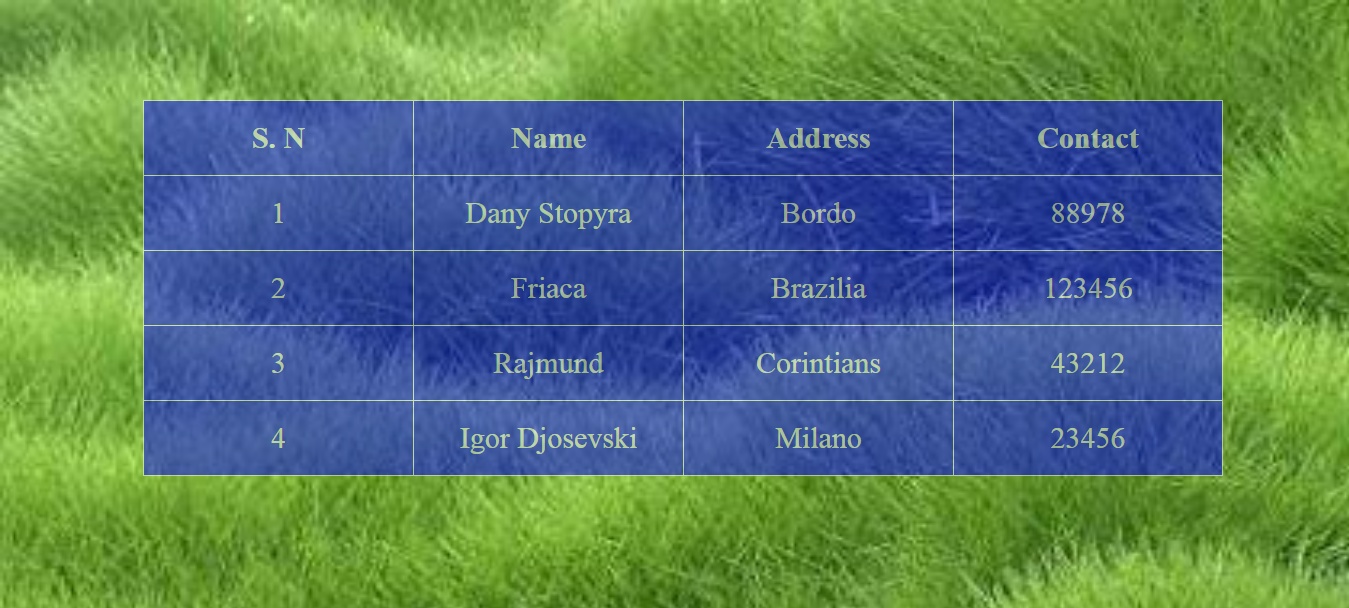 S. N Name Address Contact
1 Dany Stopyra Bordo 88978
2 Friaca Brazilia 123456
3 Rajmund Corintians 43212
4 Igor Djosevski Milano 23456